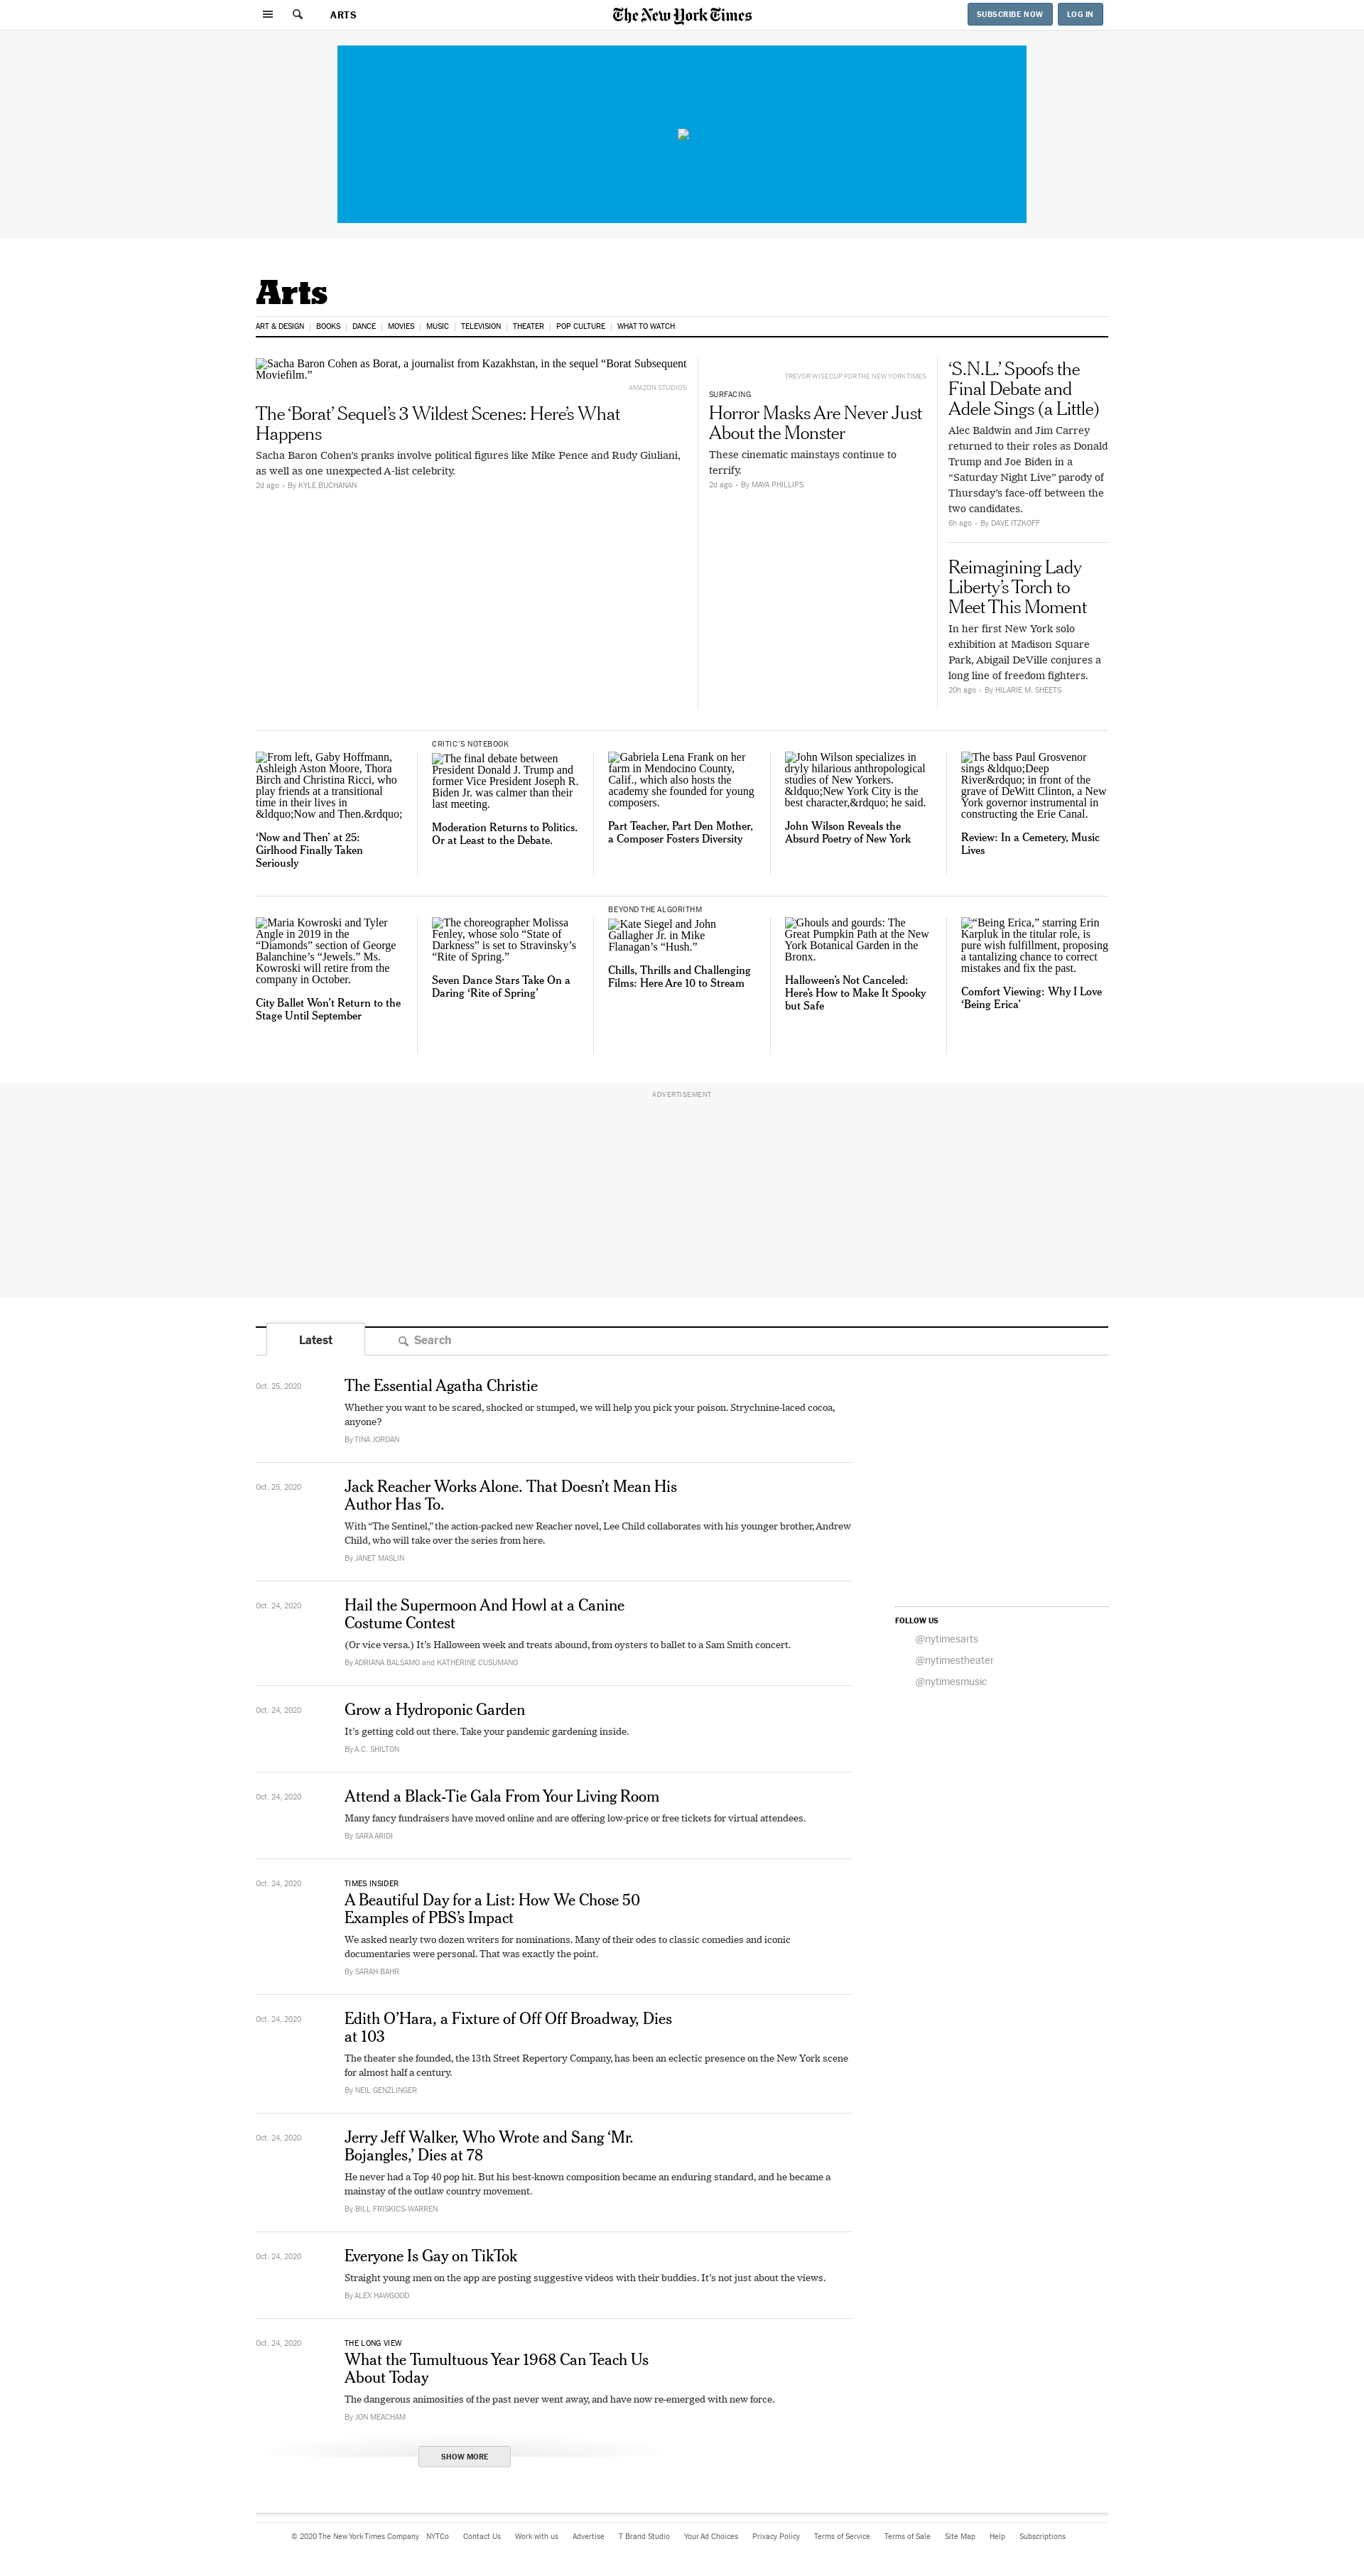 ARTS
The New York Times
SUBSCRIBE NOW
LOG IN
Arts
ART & DESIGN
BOOKS
DANCE
MOVIES
MUSIC
TELEVISION
THEATER
POP CULTURE
WHAT TO WATCH
Sacha Baron Cohen as Borat, a journalist from Kazakhstan, in the sequel “Borat Subsequent
Moviefilm.”
AMAZON STUDIOS
The ‘Borat’ Sequel’s 3 Wildest Scenes: Here’s What
Happens
Sacha Baron Cohen’s pranks involve political figures like Mike Pence and Rudy Giuliani,
as well as one unexpected A-list celebrity.
2d ago • By KYLE BUCHANAN
TREVOR WISECUP FOR THE NEW YORK TIMES
SURFACING
Horror Masks Are Never Just
About the Monster
These cinematic mainstays continue to
terrify.
2d ago • By MAYA PHILLIPS
‘S.N.L.’ Spoofs the
Final Debate and
Adele Sings (a Little)
Alec Baldwin and Jim Carrey
returned to their roles as Donald
Trump and Joe Biden in a
“Saturday Night Live” parody of
Thursday’s face-off between the
two candidates.
6h ago • By DAVE ITZKOFF
Reimagining Lady
Liberty’s Torch to
Meet This Moment
In her first New York solo
exhibition at Madison Square
Park, Abigail DeVille conjures a
long line of freedom fighters.
20h ago • By HILARIE M. SHEETS
From left, Gaby Hoffmann,
Ashleigh Aston Moore, Thora
Birch and Christina Ricci, who
play friends at a transitional
time in their lives in
&ldquo;Now and Then.&rdquo;
‘Now and Then’ at 25:
Girlhood Finally Taken
Seriously
CRITIC’S NOTEBOOK
The final debate between
President Donald J. Trump and
former Vice President Joseph R.
Biden Jr. was calmer than their
last meeting.
Moderation Returns to Politics.
Or at Least to the Debate.
Gabriela Lena Frank on her
farm in Mendocino County,
Calif., which also hosts the
academy she founded for young
composers.
Part Teacher, Part Den Mother,
a Composer Fosters Diversity
John Wilson specializes in
dryly hilarious anthropological
studies of New Yorkers.
&ldquo;New York City is the
best character,&rdquo; he said.
John Wilson Reveals the
Absurd Poetry of New York
The bass Paul Grosvenor
sings &ldquo;Deep
River&rdquo; in front of the
grave of DeWitt Clinton, a New
York governor instrumental in
constructing the Erie Canal.
Review: In a Cemetery, Music
Lives
Maria Kowroski and Tyler
Angle in 2019 in the
“Diamonds” section of George
Balanchine’s “Jewels.” Ms.
Kowroski will retire from the
company in October.
City Ballet Won’t Return to the
Stage Until September
The choreographer Molissa
Fenley, whose solo “State of
Darkness” is set to Stravinsky’s
“Rite of Spring.”
Seven Dance Stars Take On a
Daring ‘Rite of Spring’
BEYOND THE ALGORITHM
Kate Siegel and John
Gallagher Jr. in Mike
Flanagan’s “Hush.”
Chills, Thrills and Challenging
Films: Here Are 10 to Stream
Ghouls and gourds: The
Great Pumpkin Path at the New
York Botanical Garden in the
Bronx.
Halloween’s Not Canceled:
Here’s How to Make It Spooky
but Safe
“Being Erica,” starring Erin
Karpluk in the titular role, is
pure wish fulfillment, proposing
a tantalizing chance to correct
mistakes and fix the past.
Comfort Viewing: Why I Love
‘Being Erica’
ADVERTISEMENT
Latest
Search
Oct. 25, 2020
The Essential Agatha Christie
Whether you want to be scared, shocked or stumped, we will help you pick your poison. Strychnine-laced cocoa,
anyone?
By TINA JORDAN
Oct. 25, 2020
Jack Reacher Works Alone. That Doesn’t Mean His
Author Has To.
With “The Sentinel,” the action-packed new Reacher novel, Lee Child collaborates with his younger brother, Andrew
Child, who will take over the series from here.
By JANET MASLIN
Oct. 24, 2020
Hail the Supermoon And Howl at a Canine
Costume Contest
(Or vice versa.) It’s Halloween week and treats abound, from oysters to ballet to a Sam Smith concert.
By ADRIANA BALSAMO and KATHERINE CUSUMANO
FOLLOW US
@nytimesarts
@nytimestheater
@nytimesmusic
Oct. 24, 2020
Grow a Hydroponic Garden
It’s getting cold out there. Take your pandemic gardening inside.
By A.C. SHILTON
Oct. 24, 2020
Attend a Black-Tie Gala From Your Living Room
Many fancy fundraisers have moved online and are offering low-price or free tickets for virtual attendees.
By SARA ARIDI
Oct. 24, 2020
TIMES INSIDER
A Beautiful Day for a List: How We Chose 50
Examples of PBS’s Impact
We asked nearly two dozen writers for nominations. Many of their odes to classic comedies and iconic
documentaries were personal. That was exactly the point.
By SARAH BAHR
Oct. 24, 2020
Edith O’Hara, a Fixture of Off Off Broadway, Dies
at 103
The theater she founded, the 13th Street Repertory Company, has been an eclectic presence on the New York scene
for almost half a century.
By NEIL GENZLINGER
Oct. 24, 2020
Jerry Jeff Walker, Who Wrote and Sang ‘Mr.
Bojangles,’ Dies at 78
He never had a Top 40 pop hit. But his best-known composition became an enduring standard, and he became a
mainstay of the outlaw country movement.
By BILL FRISKICS-WARREN
Oct. 24, 2020
Everyone Is Gay on TikTok
Straight young men on the app are posting suggestive videos with their buddies. It’s not just about the views.
By ALEX HAWGOOD
Oct. 24, 2020
THE LONG VIEW
What the Tumultuous Year 1968 Can Teach Us
About Today
The dangerous animosities of the past never went away, and have now re-emerged with new force.
By JON MEACHAM
SHOW MORE
© 2020 The New York Times Company NYTCo Contact Us Work with us Advertise T Brand Studio Your Ad Choices Privacy Policy Terms of Service Terms of Sale Site Map Help Subscriptions